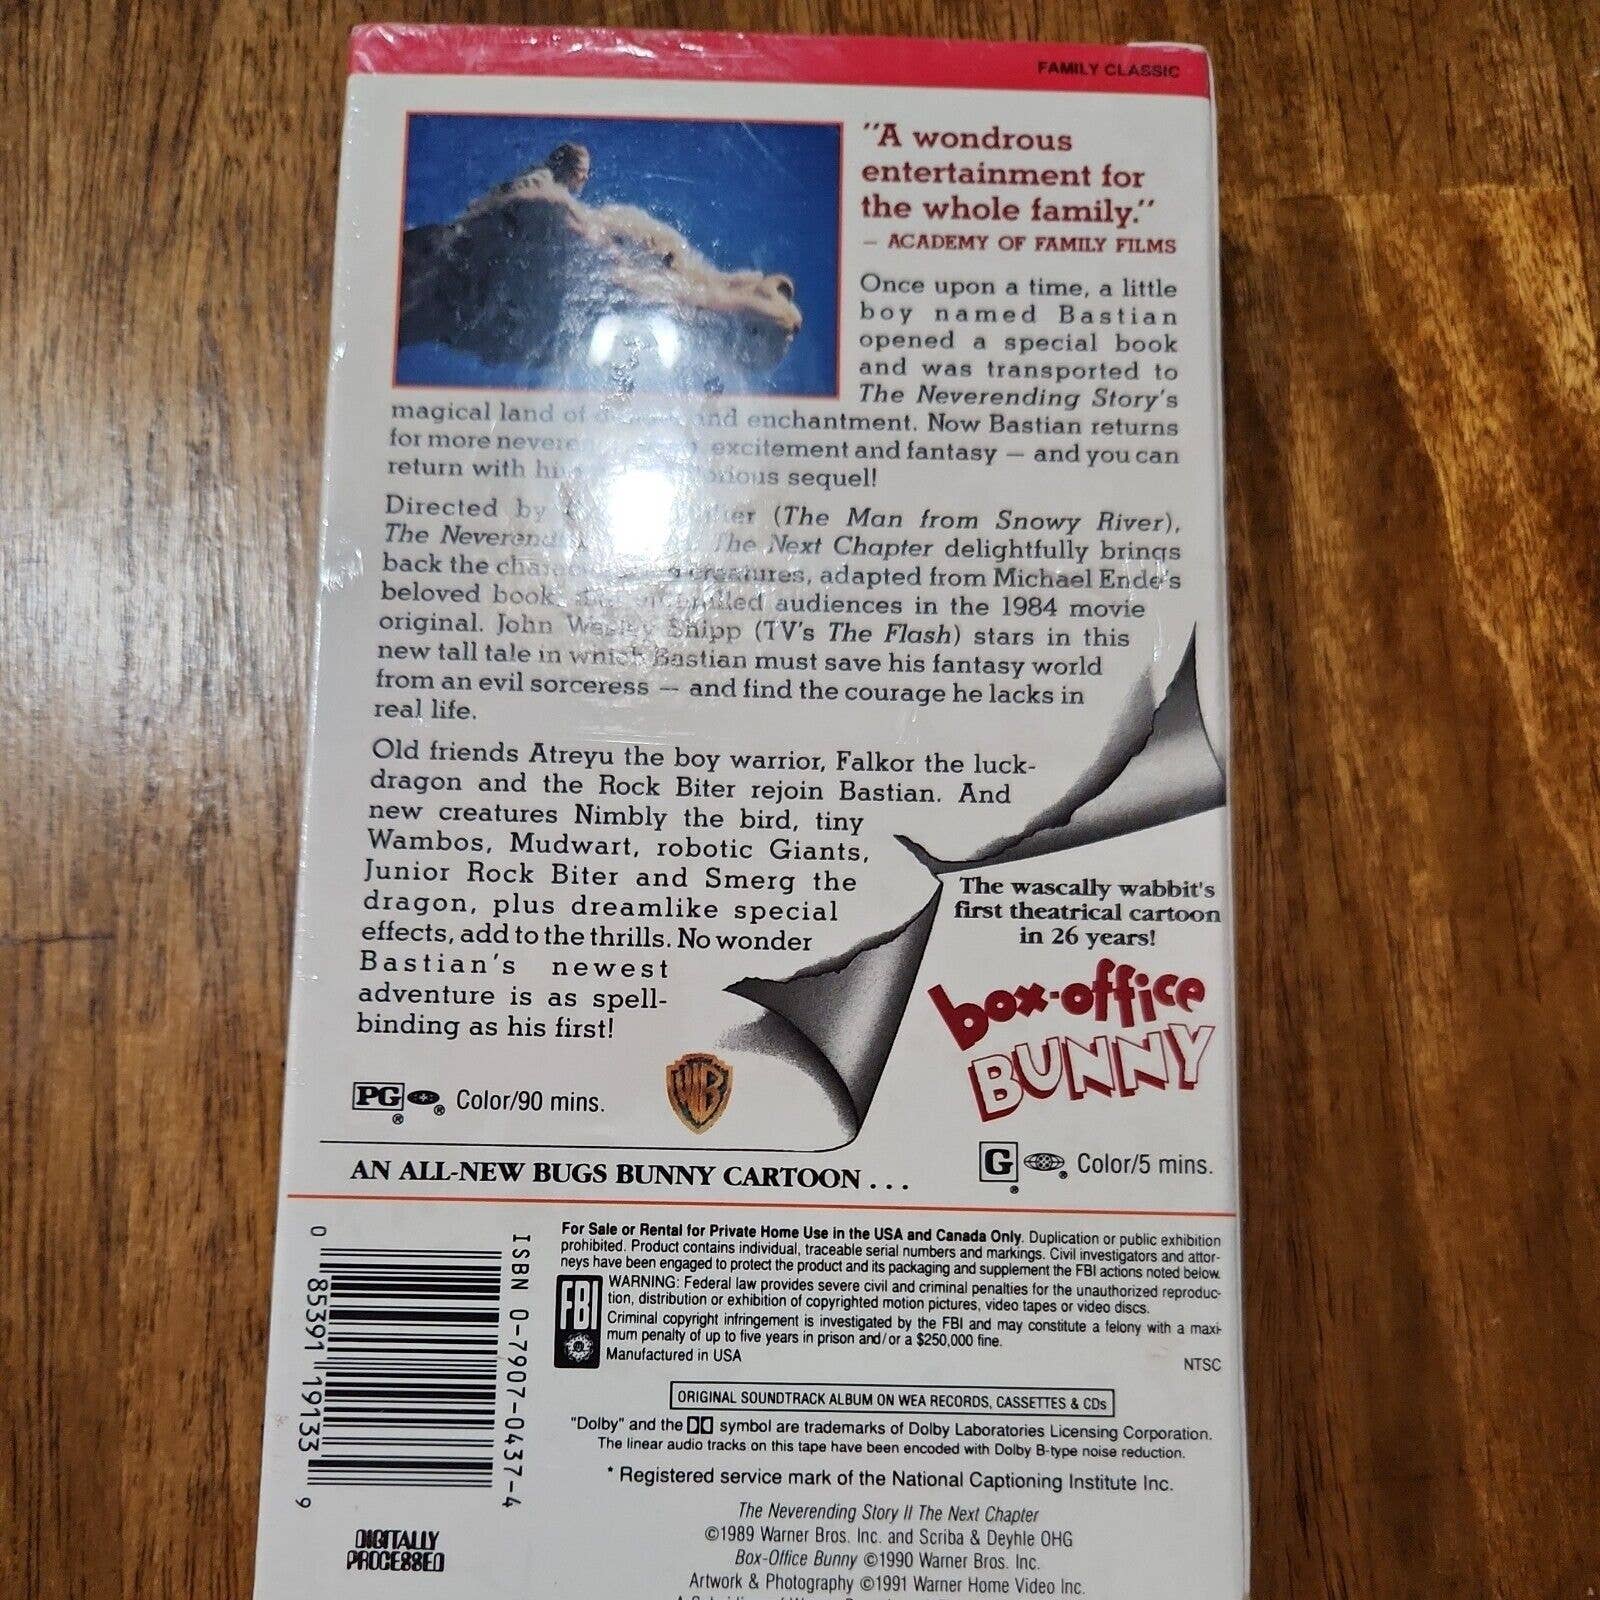 FAMILY CLASSIC
"A wondrous
entertainment for
the whole family."
– ACADEMY OF FAMILY FILMS
Once upon a time, a little
boy named Bastian
opened a special book
and was transported to
The Neverending Story's
magical land of and enchantment. Now Bastian returns
for more excitement and fantasy — and you can
return with sequel!
Directed by (The Man from Snowy River),
The Next Chapter delightfully brings
back the creatures, adapted from Michael Ende's
beloved book audiences in the 1984 movie
original. John Wesley Shipp (TV's The Flash) stars in this
new tall tale in which Bastian must save his fantasy world
from an evil sorceress — and find the courage he lacks in
real life.
Old friends Atreyu the boy warrior, Falkor the luck-
dragon and the Rock Biter rejoin Bastian. And
new creatures Nimbly the bird, tiny
Wambos, Mudwart, robotic Giants,
Junior Rock Biter and Smerg the
dragon, plus dreamlike special
effects, add to the thrills. No wonder
Bastian's newest
adventure is as spell-
binding as his first!
The wascally wabbit's
first theatrical cartoon
in 26 years!
box-office
BUNNY
WB
PG ® ® Color/90 mins.
G ® ® Color/5 mins.
AN ALL-NEW BUGS BUNNY CARTOON . . .
For Sale or Rental for Private Home Use in the USA and Canada Only. Duplication or public exhibition
prohibited. Product contains individual, traceable serial numbers and markings. Civil investigators and attor-
neys have been engaged to protect the product and its packaging and supplement the FBI actions noted below.
FBI
WARNING: Federal law provides severe civil and criminal penalties for the unauthorized reproduc-
tion, distribution or exhibition of copyrighted motion pictures, video tapes or video discs.
Criminal copyright infringement is investigated by the FBI and may constitute a felony with a maxi-
mum penalty of up to five years in prison and/or a $250,000 fine.
Manufactured in USA
NTSC
ORIGINAL SOUNDTRACK ALBUM ON WEA RECORDS, CASSETTES & CDs
"Dolby" and the symbol are trademarks of Dolby Laboratories Licensing Corporation.
The linear audio tracks on this tape have been encoded with Dolby B-type noise reduction.
* Registered service mark of the National Captioning Institute Inc.
The Neverending Story II The Next Chapter
©1989 Warner Bros. Inc. and Scriba & Deyhle OHG
Box-Office Bunny ©1990 Warner Bros. Inc.
Artwork & Photography ©1991 Warner Home Video Inc.
ISBN 0-7907-0437-4
0 85391 19133 9
DIGITALLY
PROCESSED